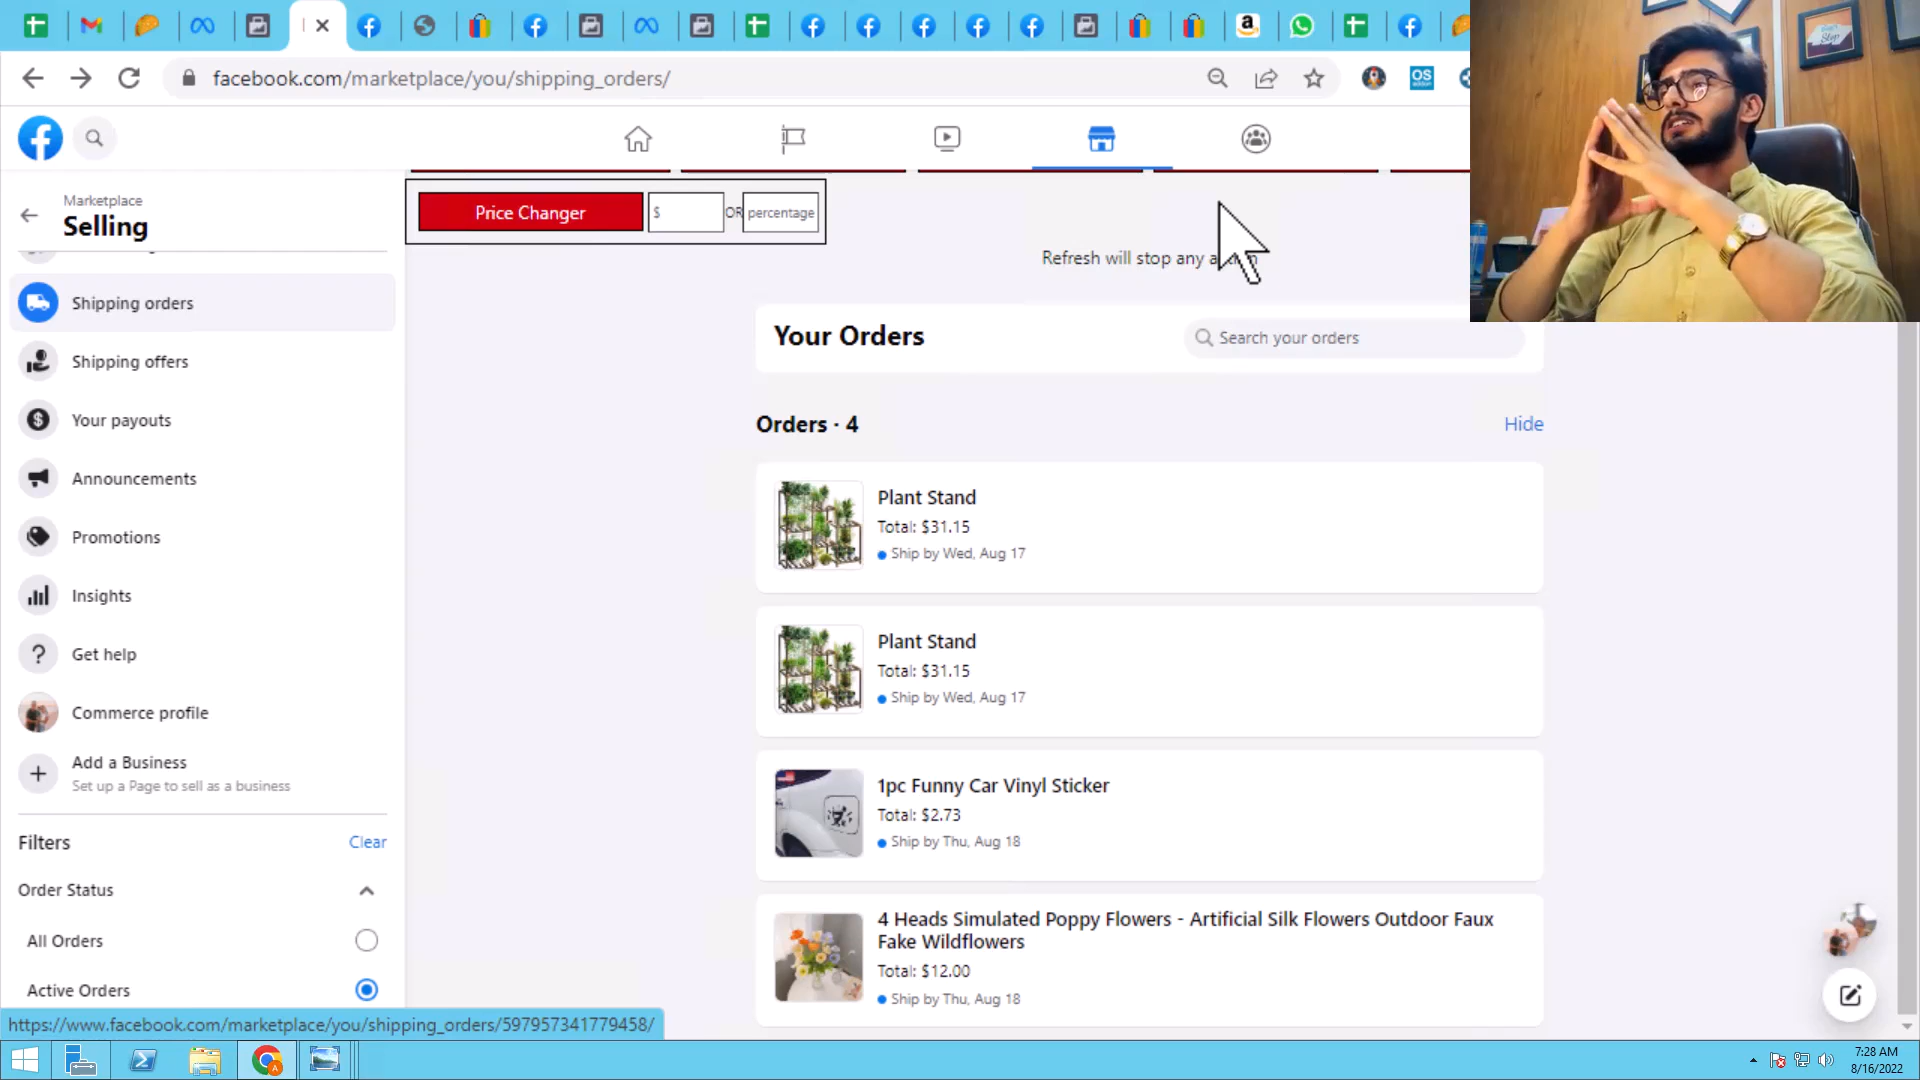 facebook.com/marketplace/you/shipping_orders/
OS
Marketplace
Selling
Price Changer
$
OR
percentage
Refresh will stop any
Shipping orders
Shipping offers
Your payouts
Announcements
Promotions
Insights
Get help
Commerce profile
Add a Business
Set up a Page to sell as a business
Filters
Clear
Order Status
All Orders
Active Orders
Your Orders
Search your orders
Orders · 4
Hide
Plant Stand
Total: $31.15
Ship by Wed, Aug 17
Plant Stand
Total: $31.15
Ship by Wed, Aug 17
1pc Funny Car Vinyl Sticker
Total: $2.73
Ship by Thu, Aug 18
4 Heads Simulated Poppy Flowers - Artificial Silk Flowers Outdoor Faux
Fake Wildflowers
Total: $12.00
Ship by Thu, Aug 18
https://www.facebook.com/marketplace/you/shipping_orders/597957341779458/
7:28 AM
8/16/2022